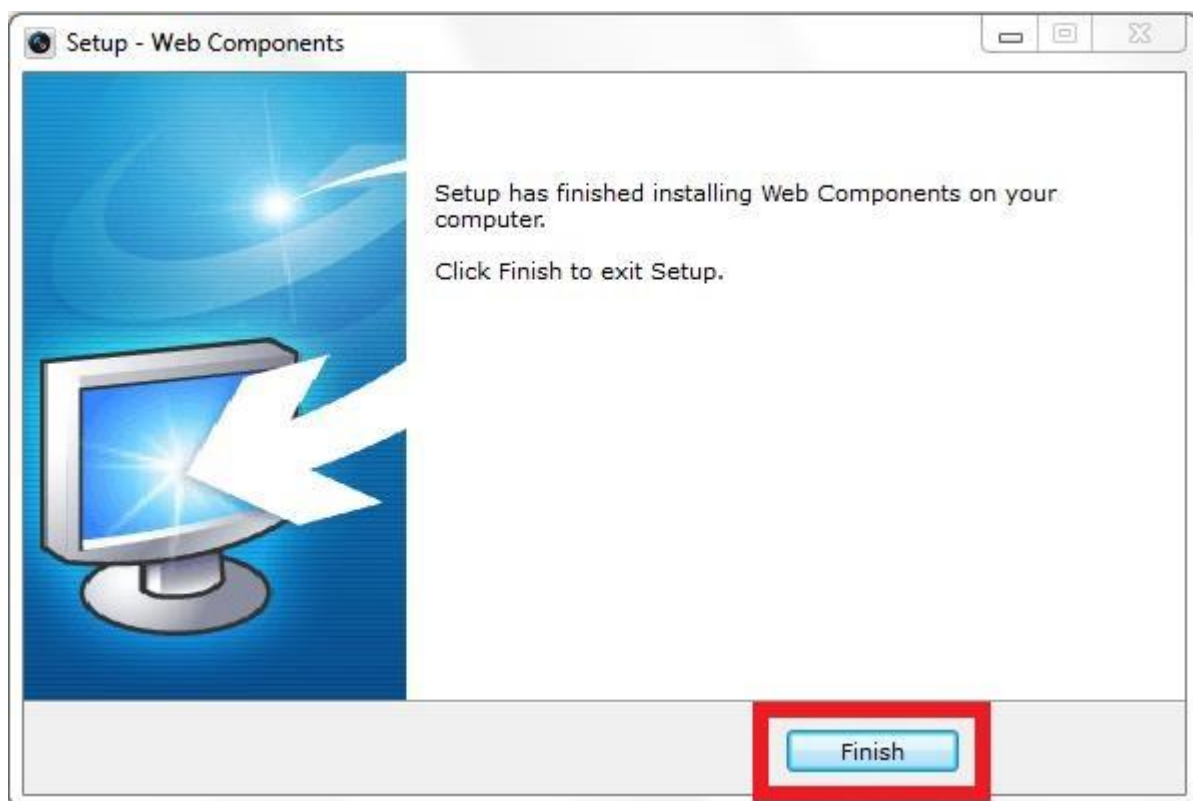 Setup - Web Components
Setup has finished installing Web Components on your
computer.
Click Finish to exit Setup.
Finish